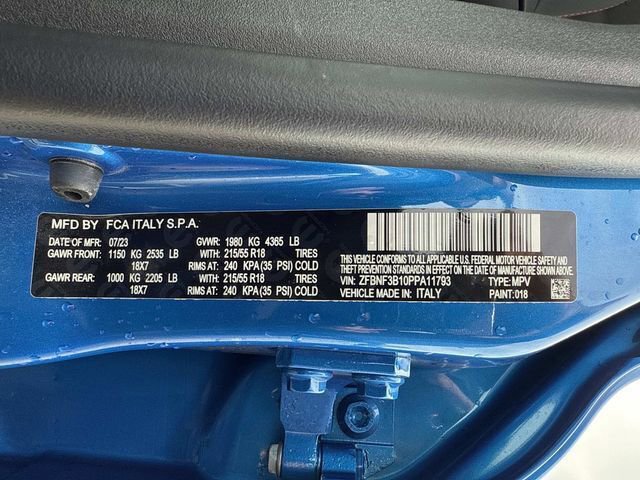 MFD BY FCA ITALY S.P.A.
DATE OF MFR 07/23 GVWR: 1980 KG 4365 LB
GAWR FRONT: 1150 KG 2535 LB WITH 215/55 R18 TIRES
18X7 RIMS AT: 240 KPA (35 PSI) COLD
GAWR REAR: 1000 KG 2205 LB WITH 215/55 R18 TIRES
18X7 RIMS AT: 240 KPA (35 PSI) COLD
THIS VEHICLE CONFORMS TO ALL APPLICABLE U.S.A.
FEDERAL MOTOR VEHICLE SAFETY STANDARDS IN
EFFECT ON THE DATE OF MANUFACTURE SHOWN ABOVE.
VIN: ZFBNF3B10PPA11793 TYPE: MPV
VEHICLE MADE IN: ITALY PAINT: 018